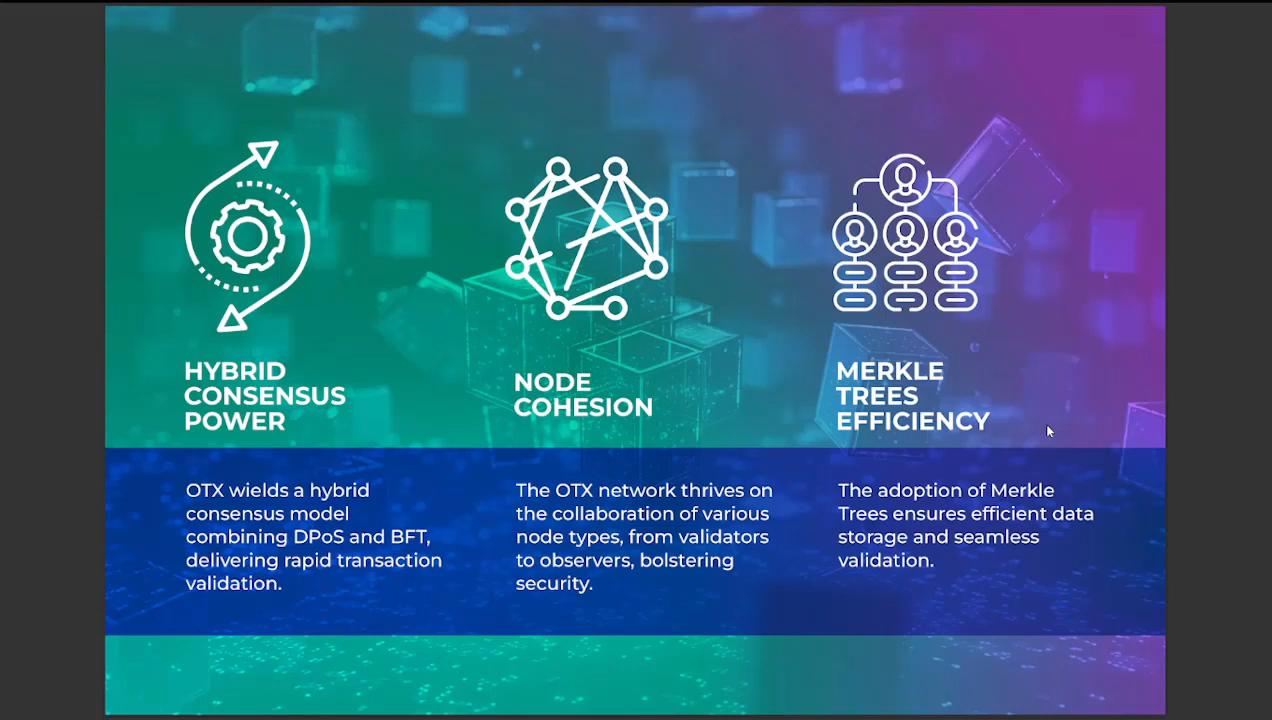 HYBRID
CONSENSUS
POWER
OTX wields a hybrid
consensus model
combining DPoS and BFT,
delivering rapid transaction
validation.
NODE
COHESION
The OTX network thrives on
the collaboration of various
node types, from validators
to observers, bolstering
security.
MERKLE
TREES
EFFICIENCY
The adoption of Merkle
Trees ensures efficient data
storage and seamless
validation.